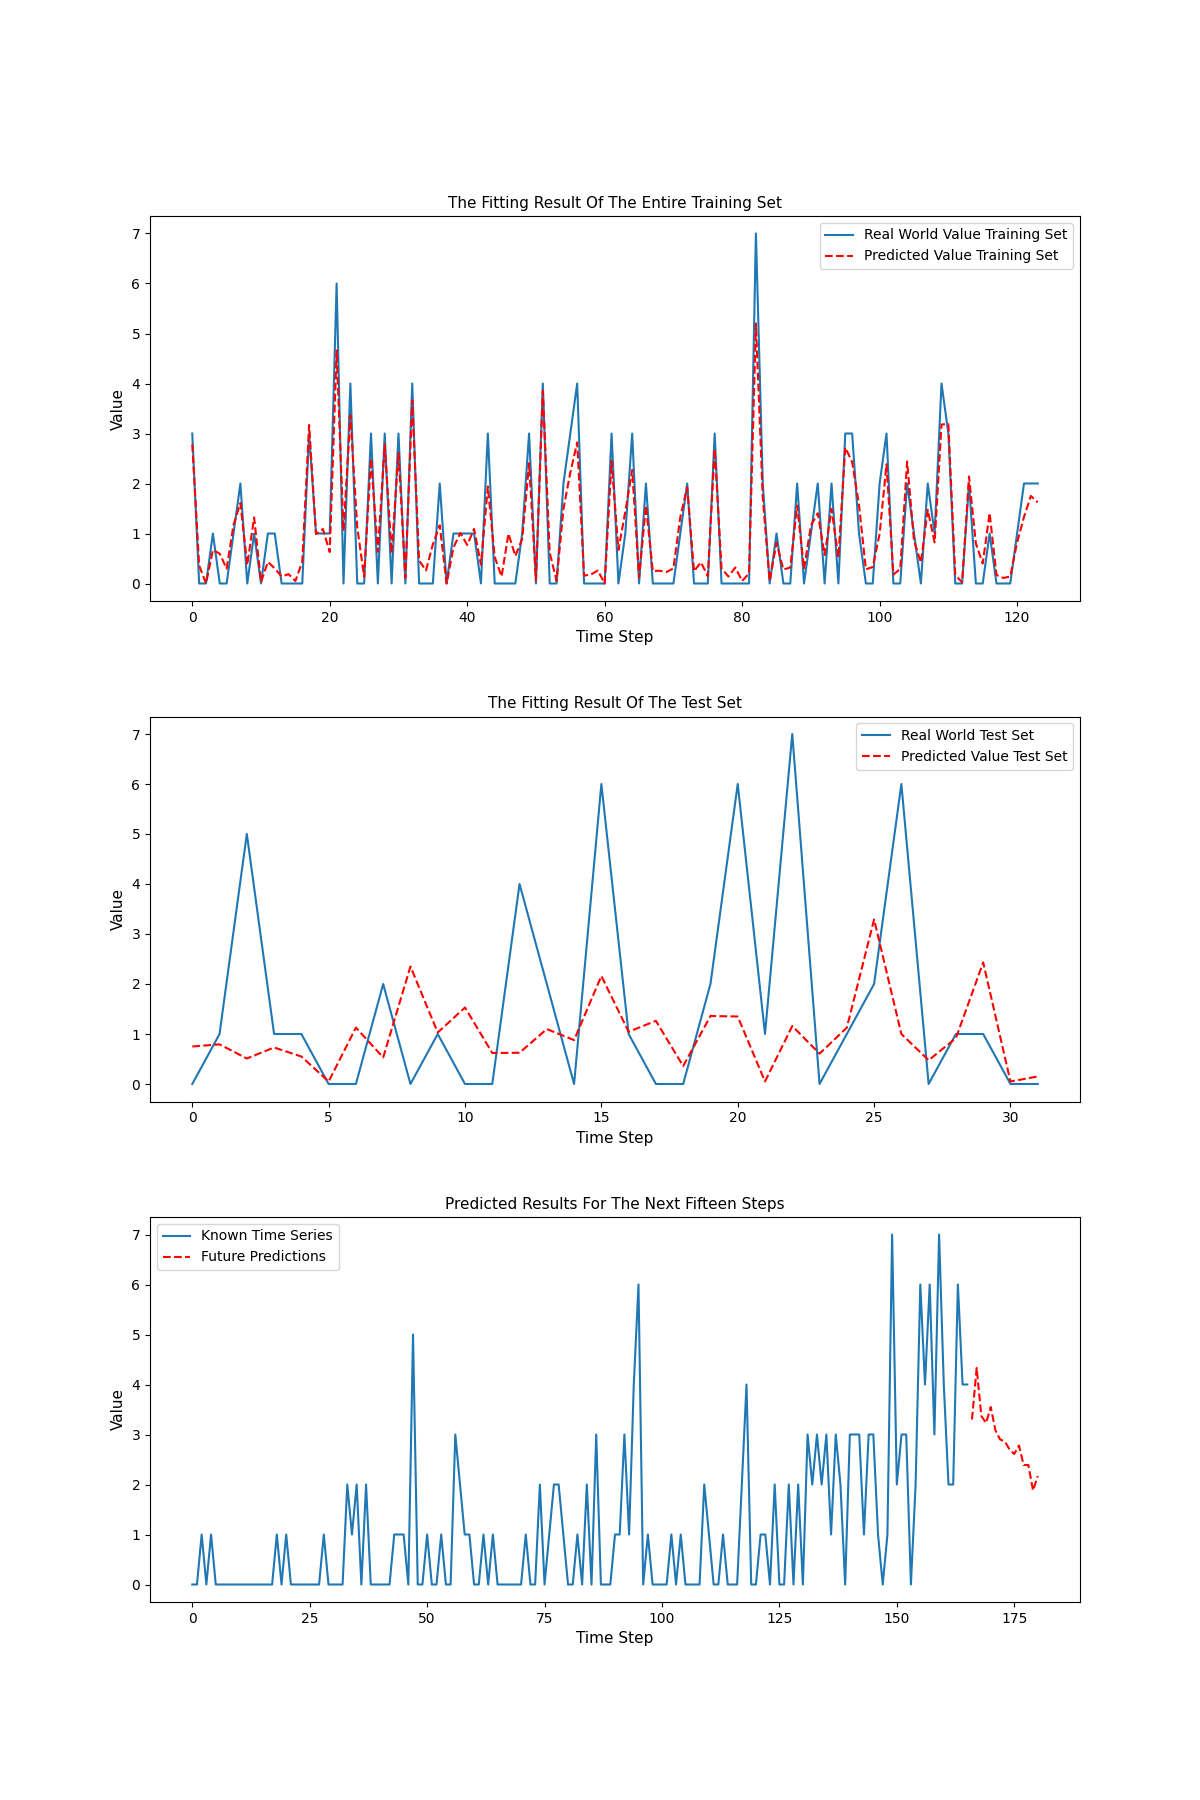 The Fitting Result Of The Entire Training Set
7
6
5
4
3
2
1
0
Value
Real World Value Training Set
Predicted Value Training Set
0 20 40 60 80 100 120
Time Step
The Fitting Result Of The Test Set
7
6
5
4
3
2
1
0
Value
Real World Test Set
Predicted Value Test Set
0 5 10 15 20 25 30
Time Step
Predicted Results For The Next Fifteen Steps
7
6
5
4
3
2
1
0
Value
Known Time Series
Future Predictions
0 25 50 75 100 125 150 175
Time Step